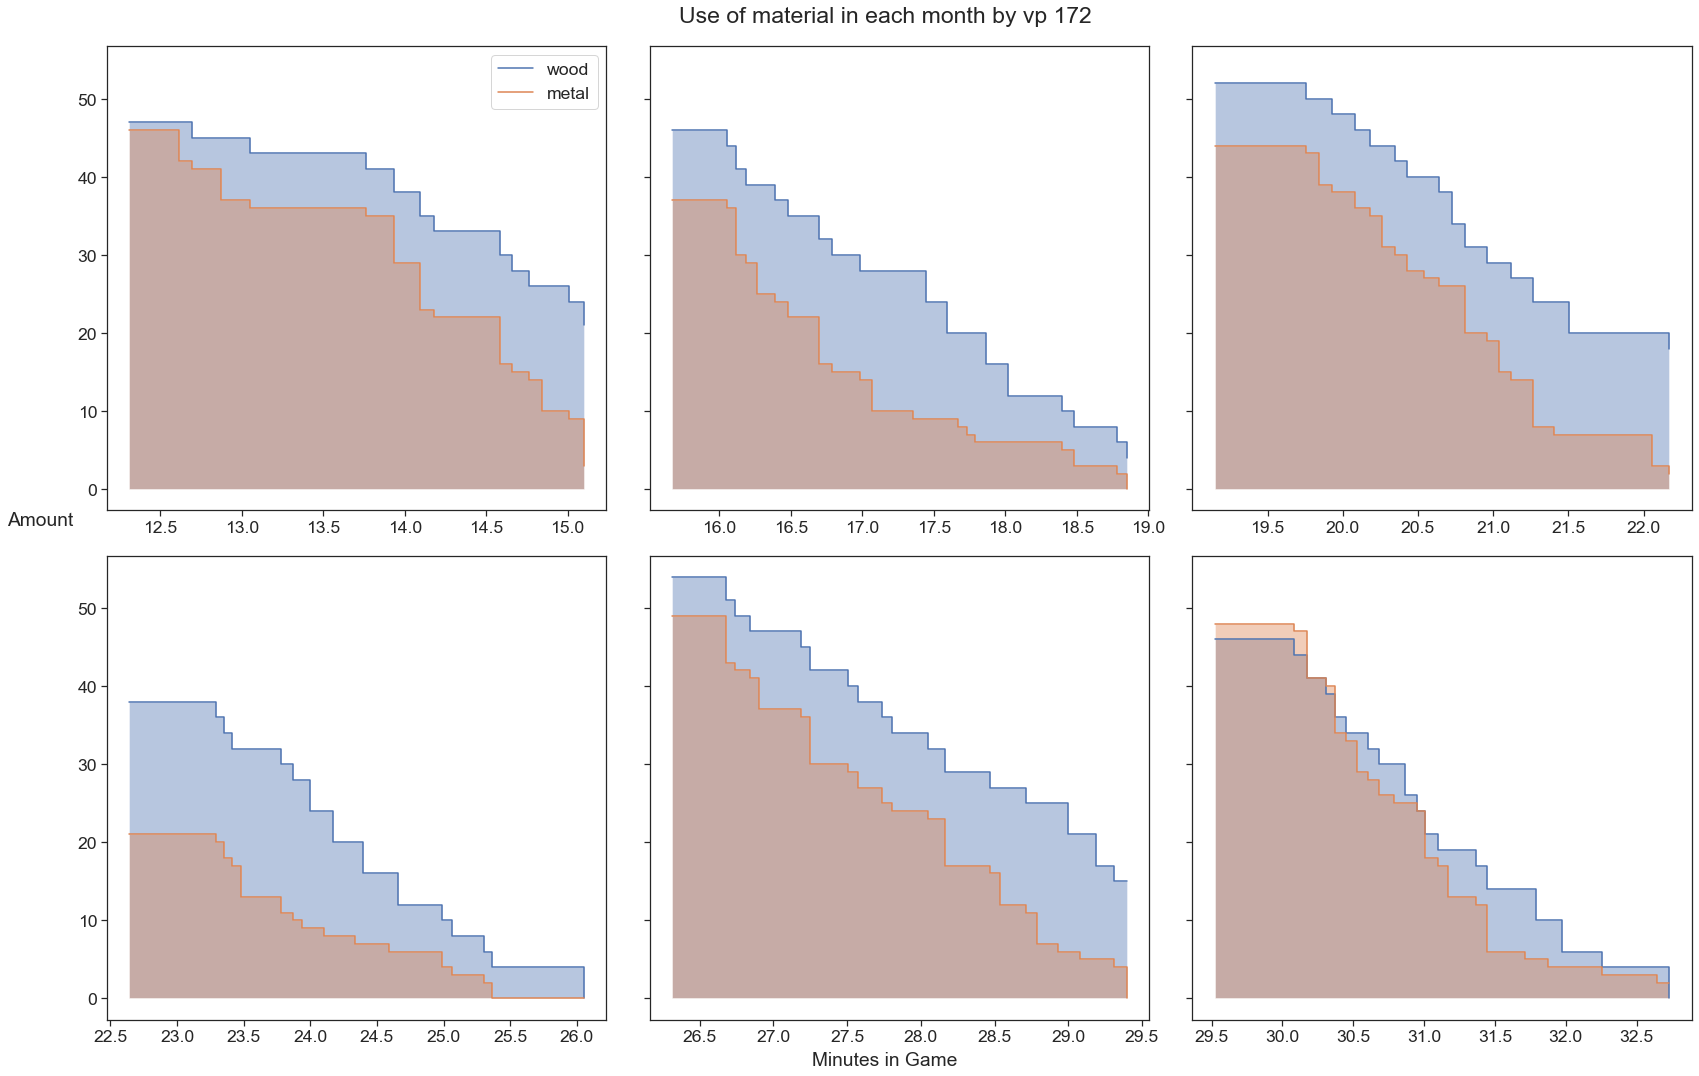 Use of material in each month by vp 172
wood
metal
50
40
30
20
10
0
12.5 13.0 13.5 14.0 14.5 15.0
16.0 16.5 17.0 17.5 18.0 18.5 19.0
19.5 20.0 20.5 21.0 21.5 22.0
Amount
50
40
30
20
10
0
22.5 23.0 23.5 24.0 24.5 25.0 25.5 26.0
26.5 27.0 27.5 28.0 28.5 29.0 29.5
29.5 30.0 30.5 31.0 31.5 32.0 32.5
Minutes in Game